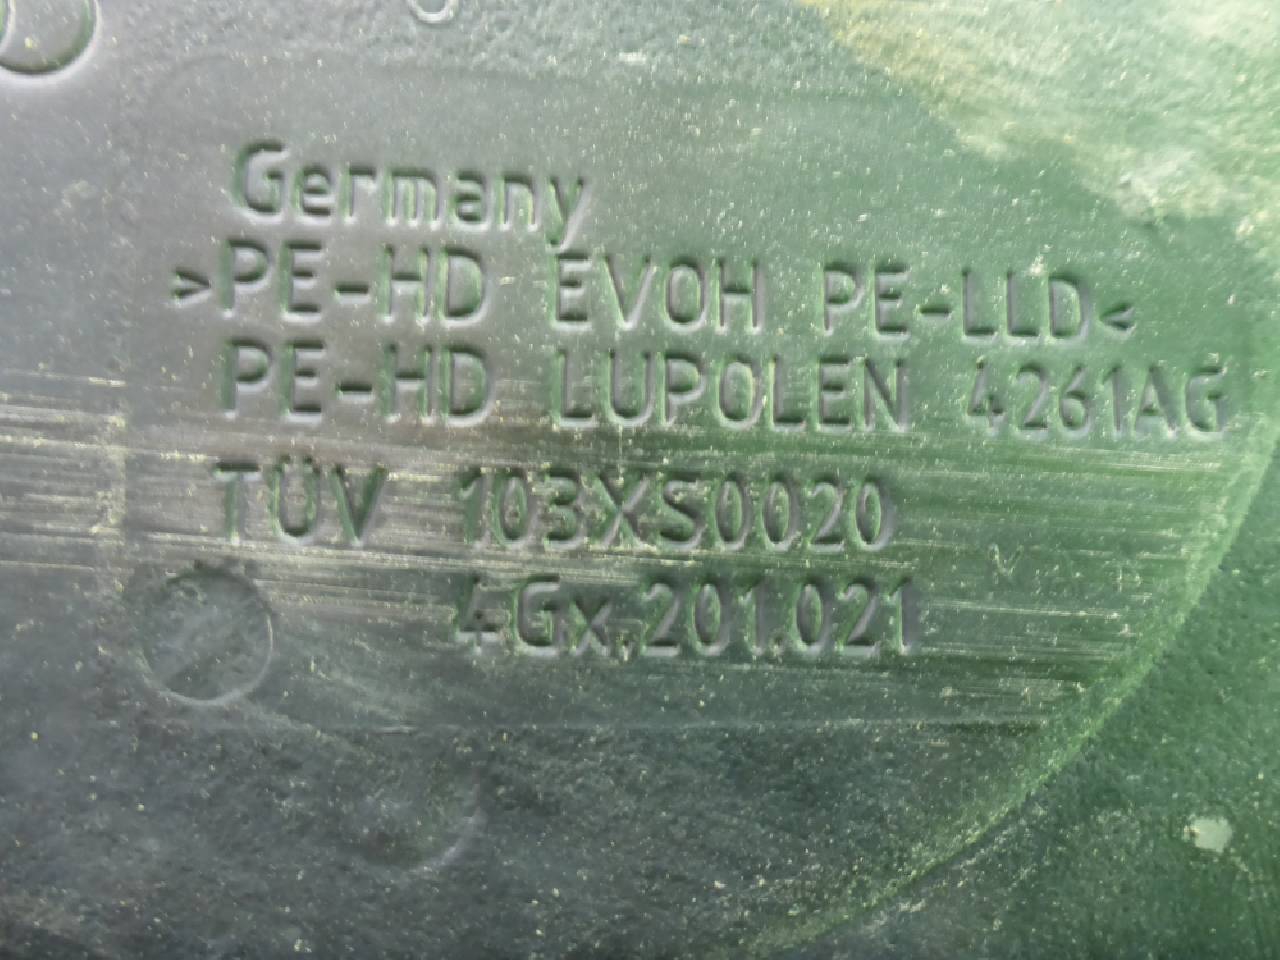 Germany
>PE-HD EVOH PE-LLD<
PE-HD LUPOLEN 4261AG
TÜV 103XS0020
4Gx.201.021